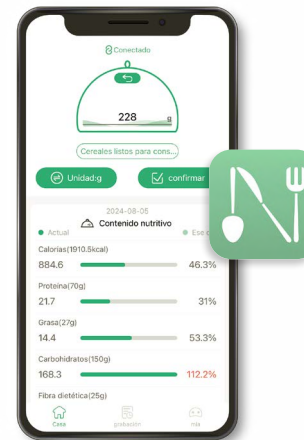 Conectado
0
228 g
Cereales listos para cons...
Unidad:g
confirmar
2024-08-05
Contenido nutritivo
Actual
Ese d
Calorías(1910.5kcal)
884.6 46.3%
Proteína(70g)
21.7 31%
Grasa(27g)
14.4 53.3%
Carbohidratos(150g)
168.3 112.2%
Fibra dietética(25g)
Casa
grabación
mía